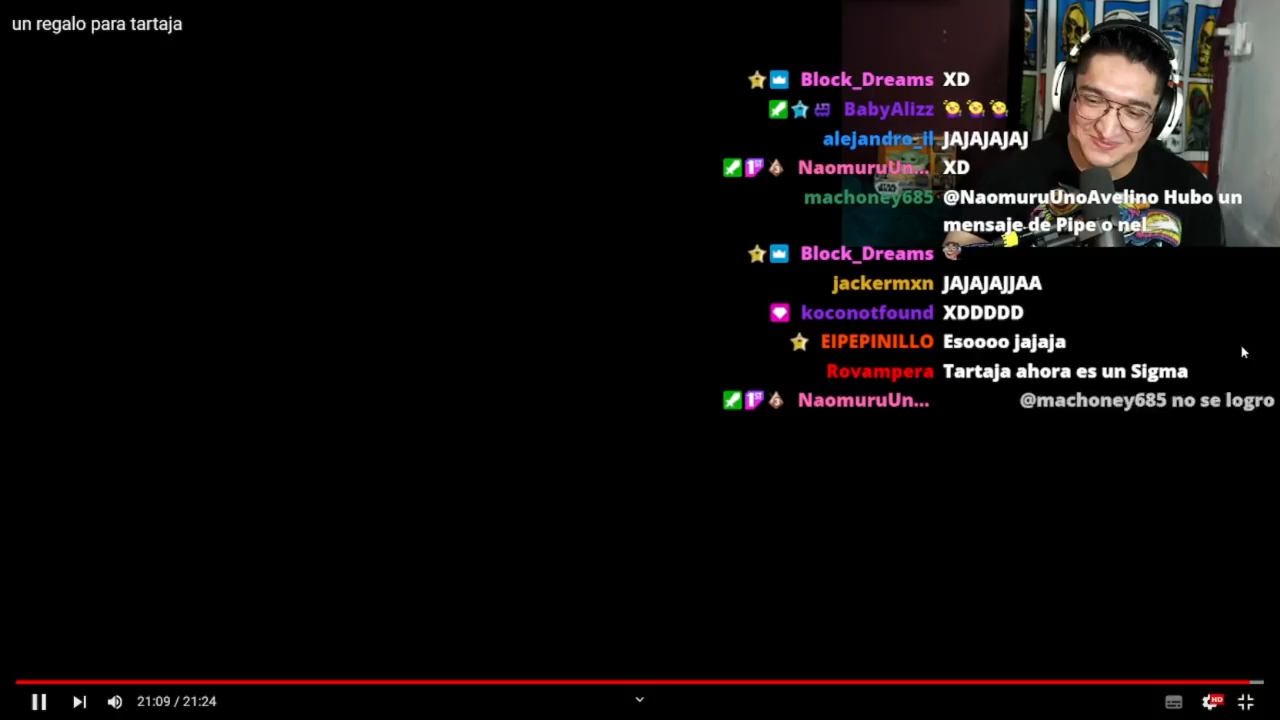 un regalo para tartaja
Block_Dreams XD
BabyAlizz
alejandro_il JAJAJAJAJ
NaomuruUn... XD
machoney685 @NaomuruUnoAvelino Hubo un
mensaje de Pipe o nel
Block_Dreams
jackermxn JAJAJAJJAA
koconotfound XDDDDD
EIPEPINILLO Esoooo jajaja
Rovampera Tartaja ahora es un Sigma
NaomuruUn... @machoney685 no se logro
21:09 / 21:24
HD